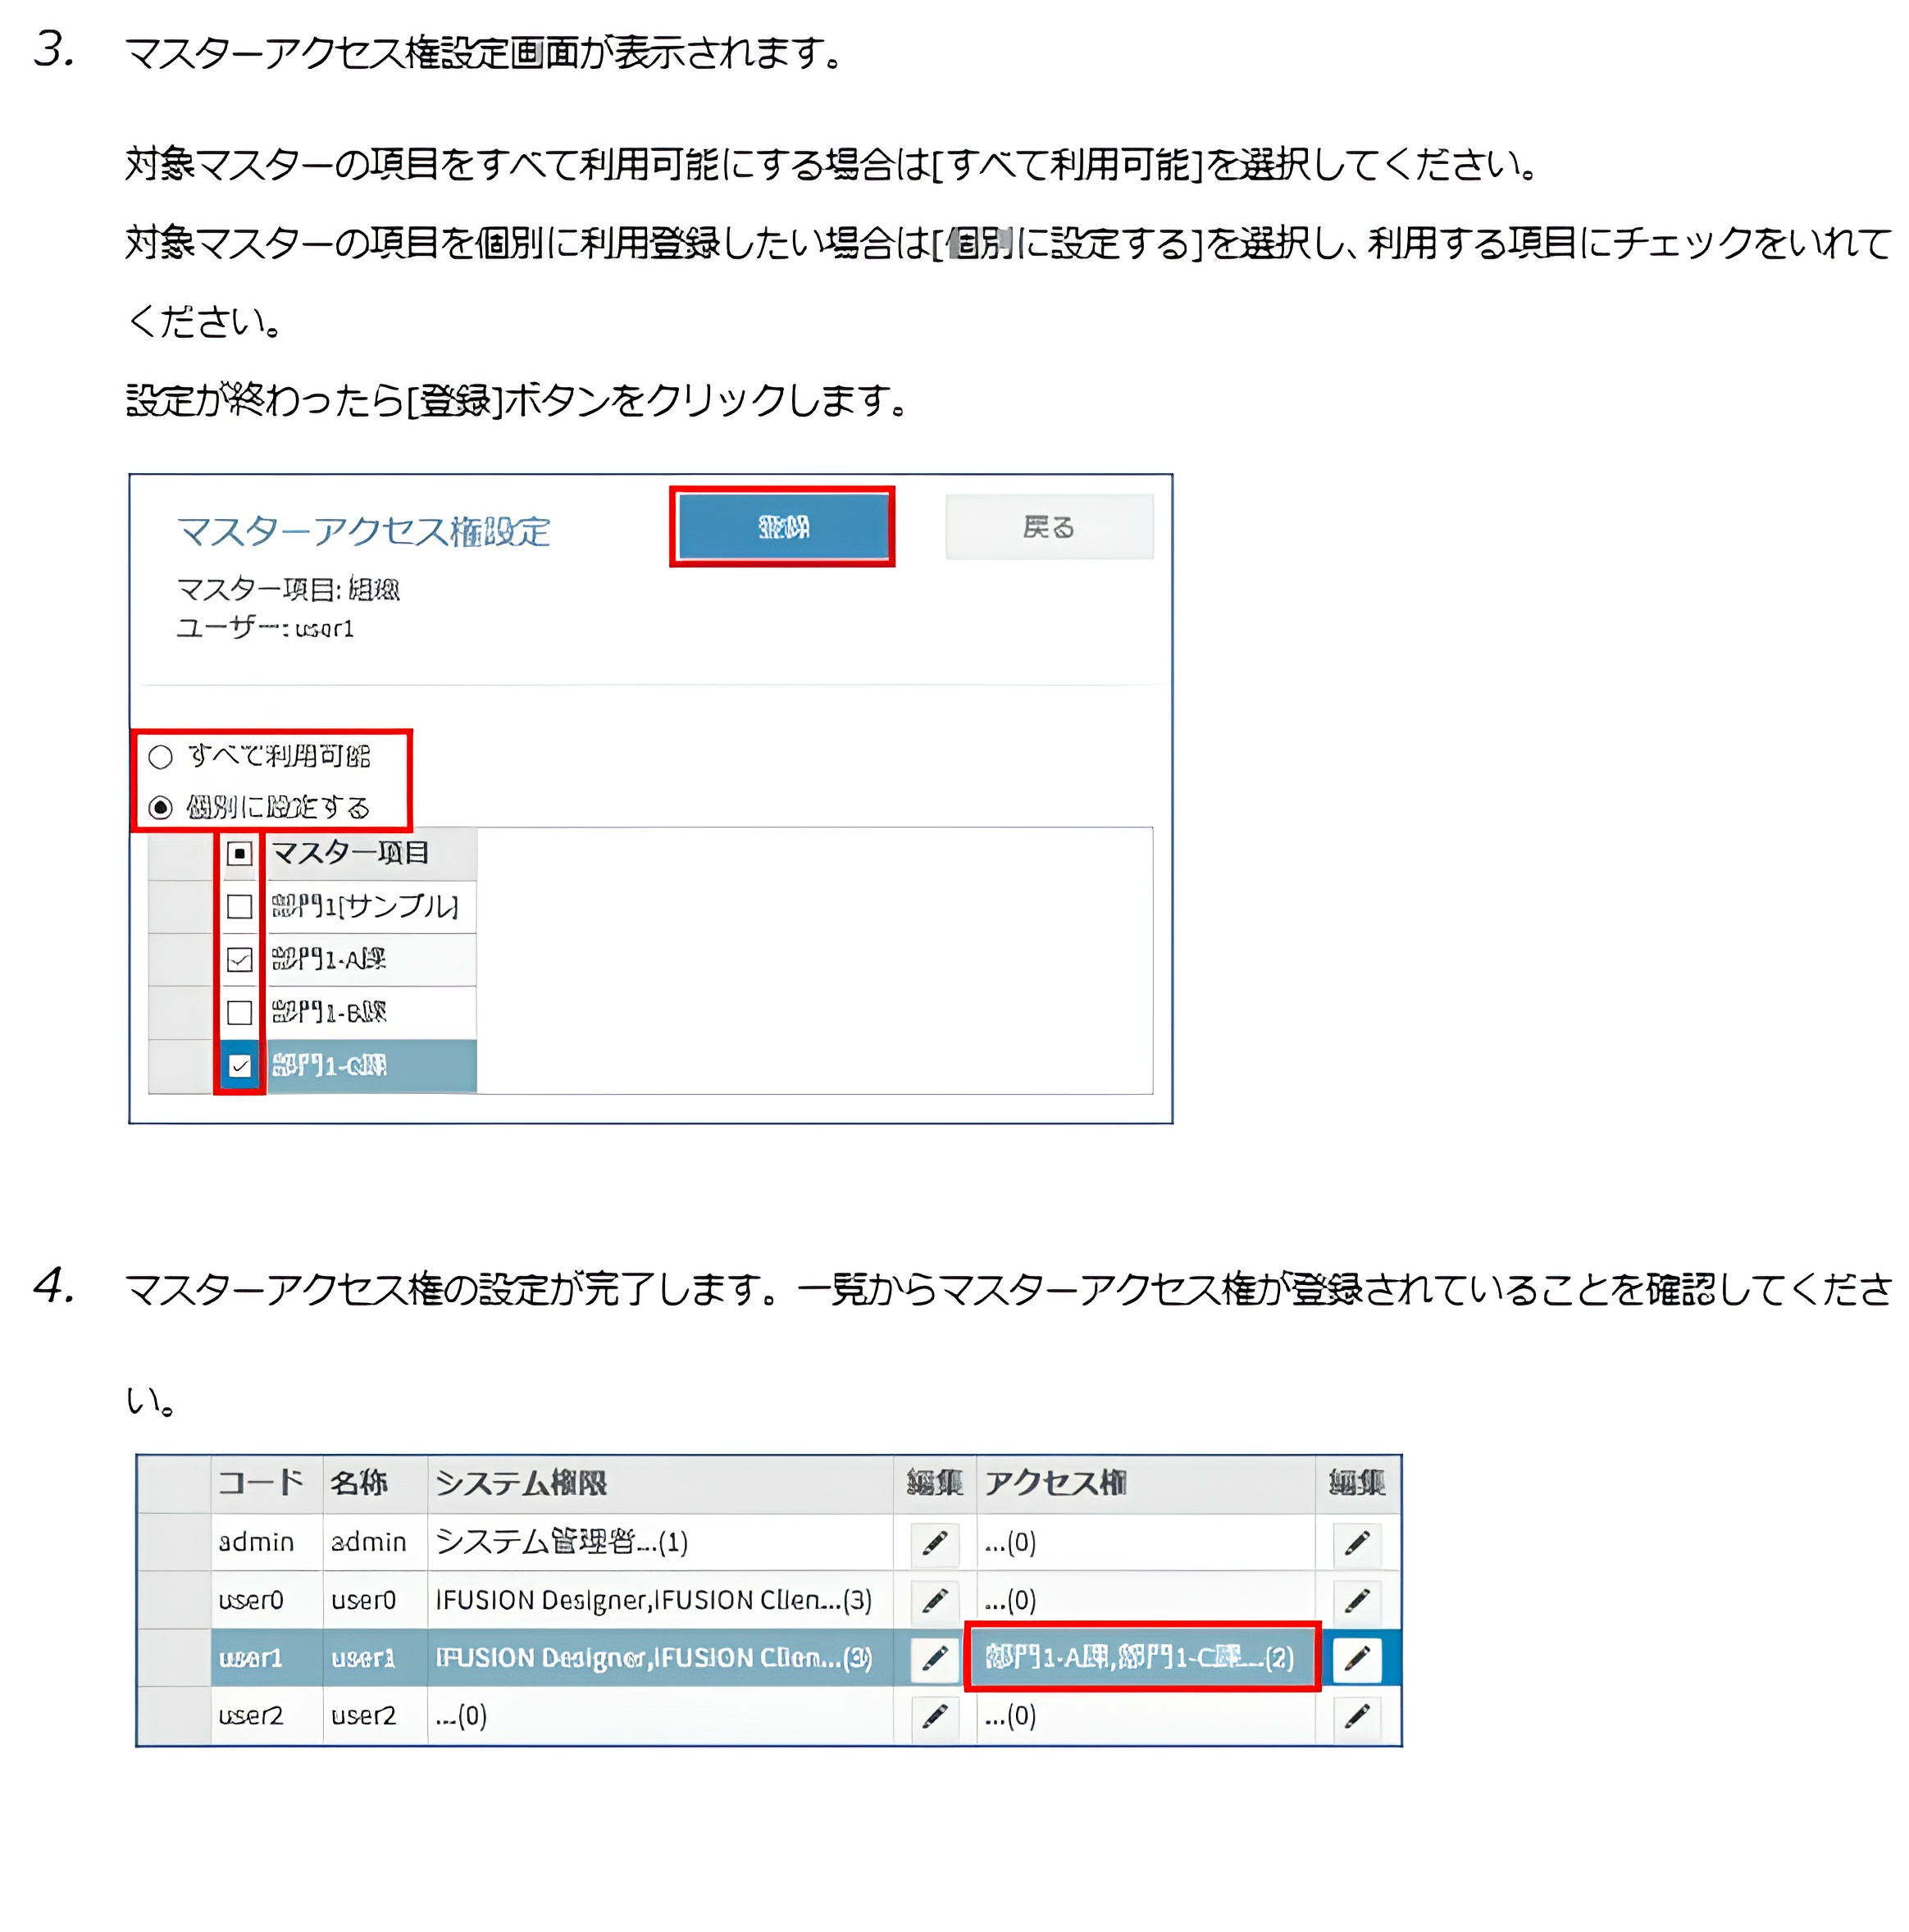 3. マスターアクセス権設定画面が表示されます。
対象マスターの項目をすべて利用可能にする場合は[すべて利用可能]を選択してください。
対象マスターの項目を個別に利用登録したい場合は[個別に設定する]を選択し、利用する項目にチェックをいれて
ください。
設定が終わったら[登録]ボタンをクリックします。
マスターアクセス権設定 登録 戻る
マスター項目: 組織
ユーザー: user1
すべて利用可能
個別に設定する
マスター項目
部門1[サンプル]
部門1-A課
部門1-B課
部門1-C課
4. マスターアクセス権の設定が完了します。一覧からマスターアクセス権が登録されていることを確認してくださ
い。
コード 名称 システム権限 編集 アクセス権 編集
admin admin システム管理者...(1) ...(0)
user0 user0 IFUSION Designer,IFUSION Clien...(3) ...(0)
user1 user1 IFUSION Designer,IFUSION Clien...(3) 部門1-A課,部門1-C課...(2)
user2 user2 ...(0) ...(0)